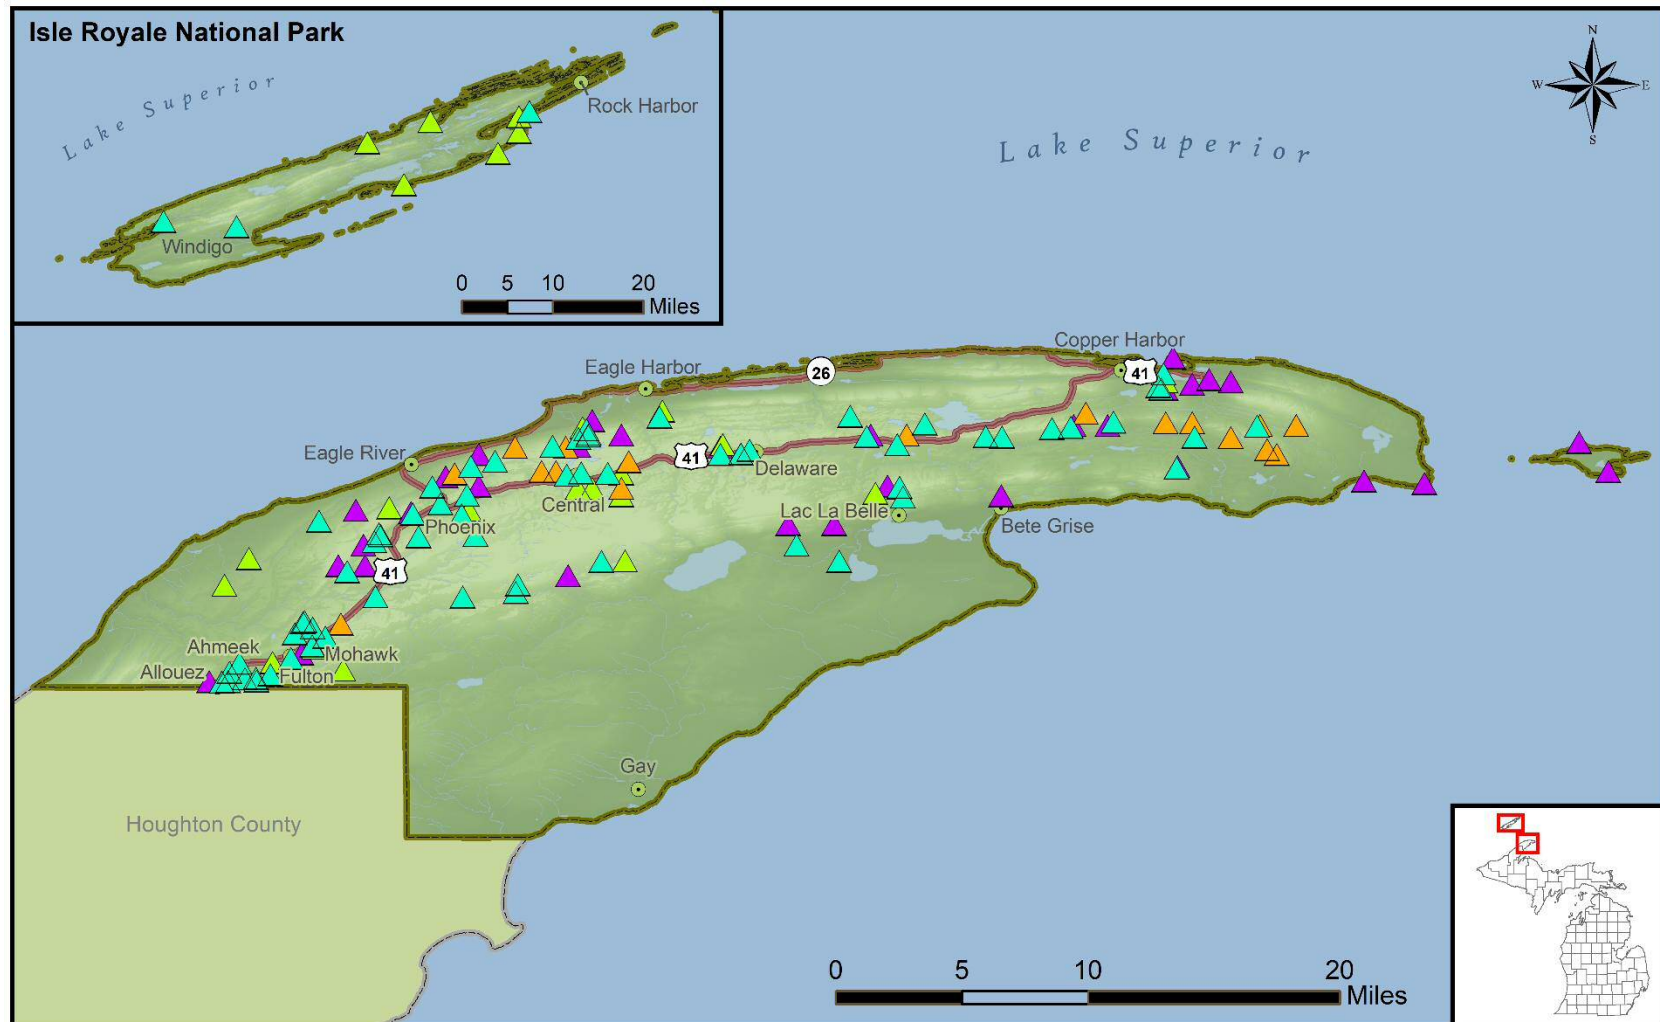 Isle Royale National Park
Lake Superior
Rock Harbor
Windigo
0 5 10 20
Miles
N
W E
S
Lake Superior
Copper Harbor
Eagle Harbor
26
41
Eagle River
41
Delaware
Central
Lac La Belle
Bete Grise
Phoenix
41
Ahmeek
Mohawk
Allouez
Fulton
Gay
Houghton County
0 5 10 20
Miles